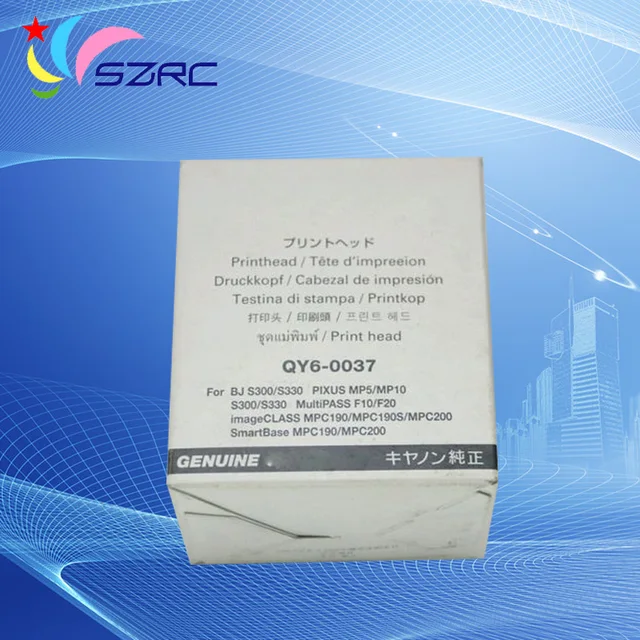 SZRC
プリントヘッド
Printhead / Tête d'impreeion
Druckkopf / Cabezal de impresión
Testina di stampa / Printkop
打印头 / 印刷頭 / 프린트 헤드
ชุดแม่พิมพ์ / Print head
QY6-0037
For BJ S300/S330 PIXUS MP5/MP10
S300/S330 MultiPASS F10/F20
imageCLASS MPC190/MPC190S/MPC200
SmartBase MPC190/MPC200
GENUINE キヤノン純正